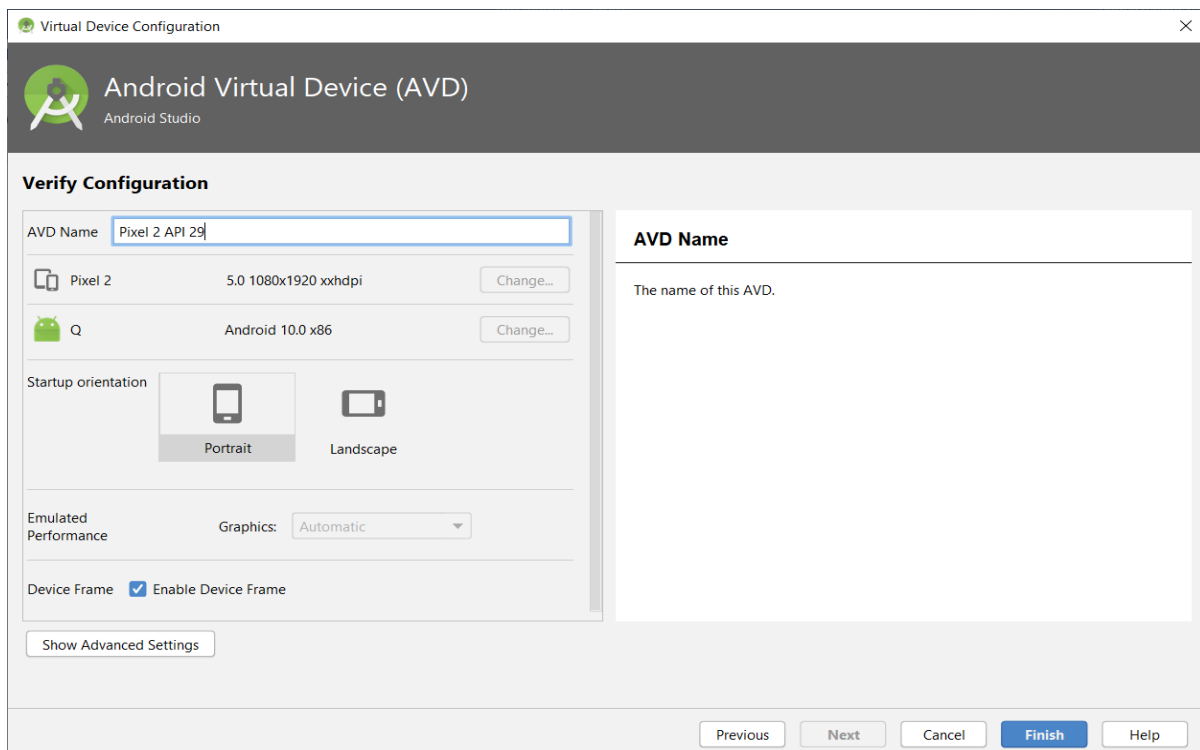 Virtual Device Configuration
Android Virtual Device (AVD)
Android Studio
Verify Configuration
AVD Name Pixel 2 API 29
Pixel 2 5.0 1080x1920 xxhdpi Change...
Q Android 10.0 x86 Change...
Startup orientation
Portrait Landscape
Emulated
Performance
Graphics: Automatic
Device Frame Enable Device Frame
Show Advanced Settings
AVD Name
The name of this AVD.
Previous Next Cancel Finish Help